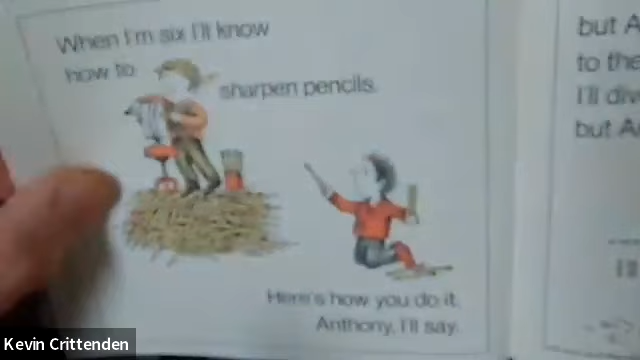 When I'm six I'll know
how to sharpen pencils.
Here's how you do it,
Anthony, I'll say.
but A
to the
I'll div
but A
Kevin Crittenden